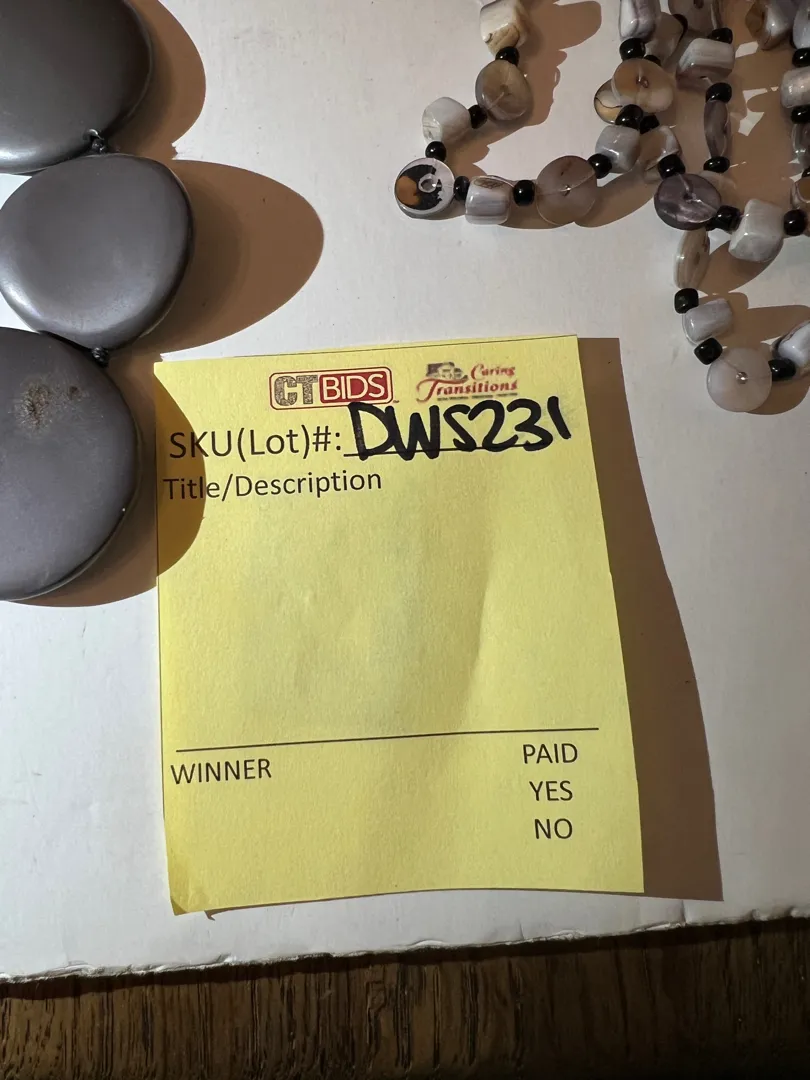 CTBIDS Caring Transitions
SKU(Lot)#: DWS231
Title/Description
WINNER
PAID
YES
NO